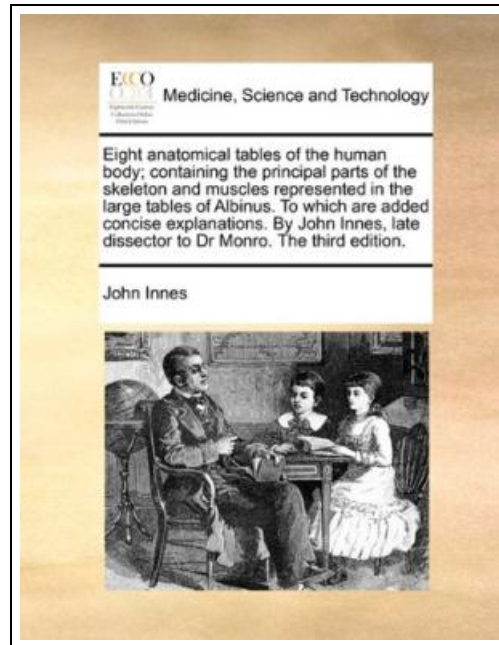 ECCO
Medicine, Science and Technology
Eight anatomical tables of the human
body; containing the principal parts of the
skeleton and muscles represented in the
large tables of Albinus. To which are added
concise explanations. By John Innes, late
dissector to Dr Monro. The third edition.
John Innes